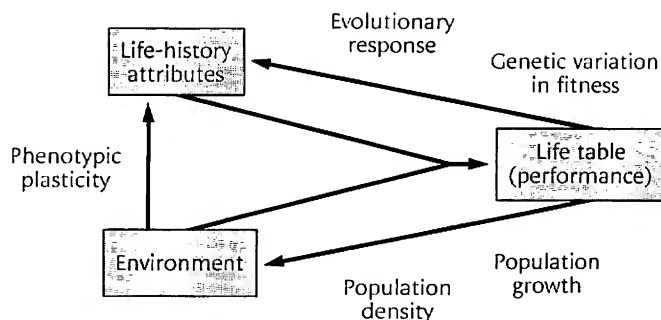 Evolutionary
response
Life-history
attributes
Genetic variation
in fitness
Phenotypic
plasticity
Life table
(performance)
Environment
Population
growth
Population
density